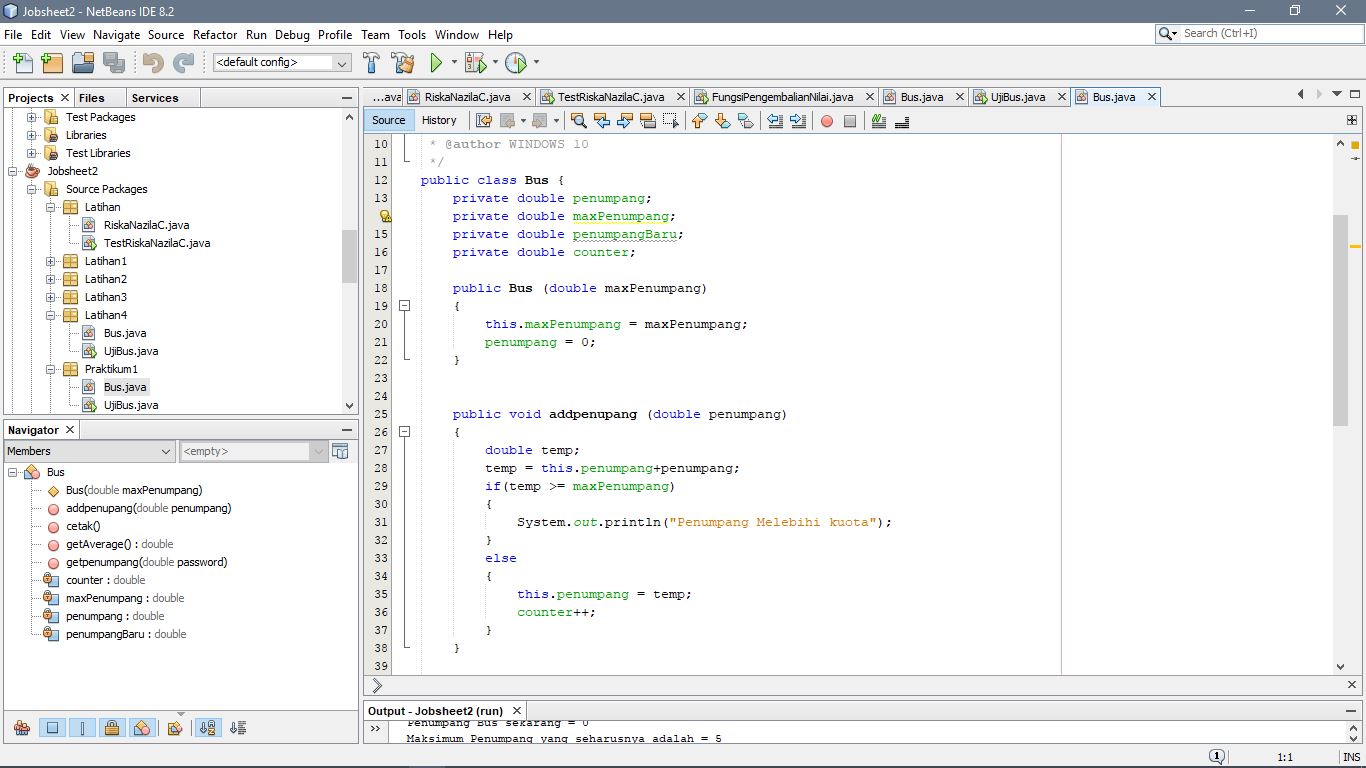 Jobsheet2 - NetBeans IDE 8.2
File Edit View Navigate Source Refactor Run Debug Profile Team Tools Window Help
Search (Ctrl+I)
<default config>
Projects Files Services
Test Packages
Libraries
Test Libraries
Jobsheet2
Source Packages
Latihan
RiskaNazilaC.java
TestRiskaNazilaC.java
Latihan1
Latihan2
Latihan3
Latihan4
Bus.java
UjiBus.java
Praktikum1
Bus.java
UjiBus.java
Navigator
Members <empty>
Bus
Bus(double maxPenumpang)
addpenupang(double penumpang)
cetak()
getAverage() : double
getpenumpang(double password)
counter : double
maxPenumpang : double
penumpang : double
penumpangBaru : double
...ava RiskaNazilaC.java TestRiskaNazilaC.java FungsiPengembalianNilai.java Bus.java UjiBus.java Bus.java
Source History
10 * @author WINDOWS 10
11 */
12 public class Bus {
13 private double penumpang;
private double maxPenumpang;
15 private double penumpangBaru;
16 private double counter;
17
18 public Bus (double maxPenumpang)
19 {
20 this.maxPenumpang = maxPenumpang;
21 penumpang = 0;
22 }
23
24
25 public void addpenupang (double penumpang)
26 {
27 double temp;
28 temp = this.penumpang+penumpang;
29 if(temp >= maxPenumpang)
30 {
31 System.out.println("Penumpang Melebihi kuota");
32 }
33 else
34 {
35 this.penumpang = temp;
36 counter++;
37 }
38 }
39
Output - Jobsheet2 (run)
Penumpang Bus sekarang = 0
Maksimum Penumpang yang seharusnya adalah = 5
1 1:1 INS